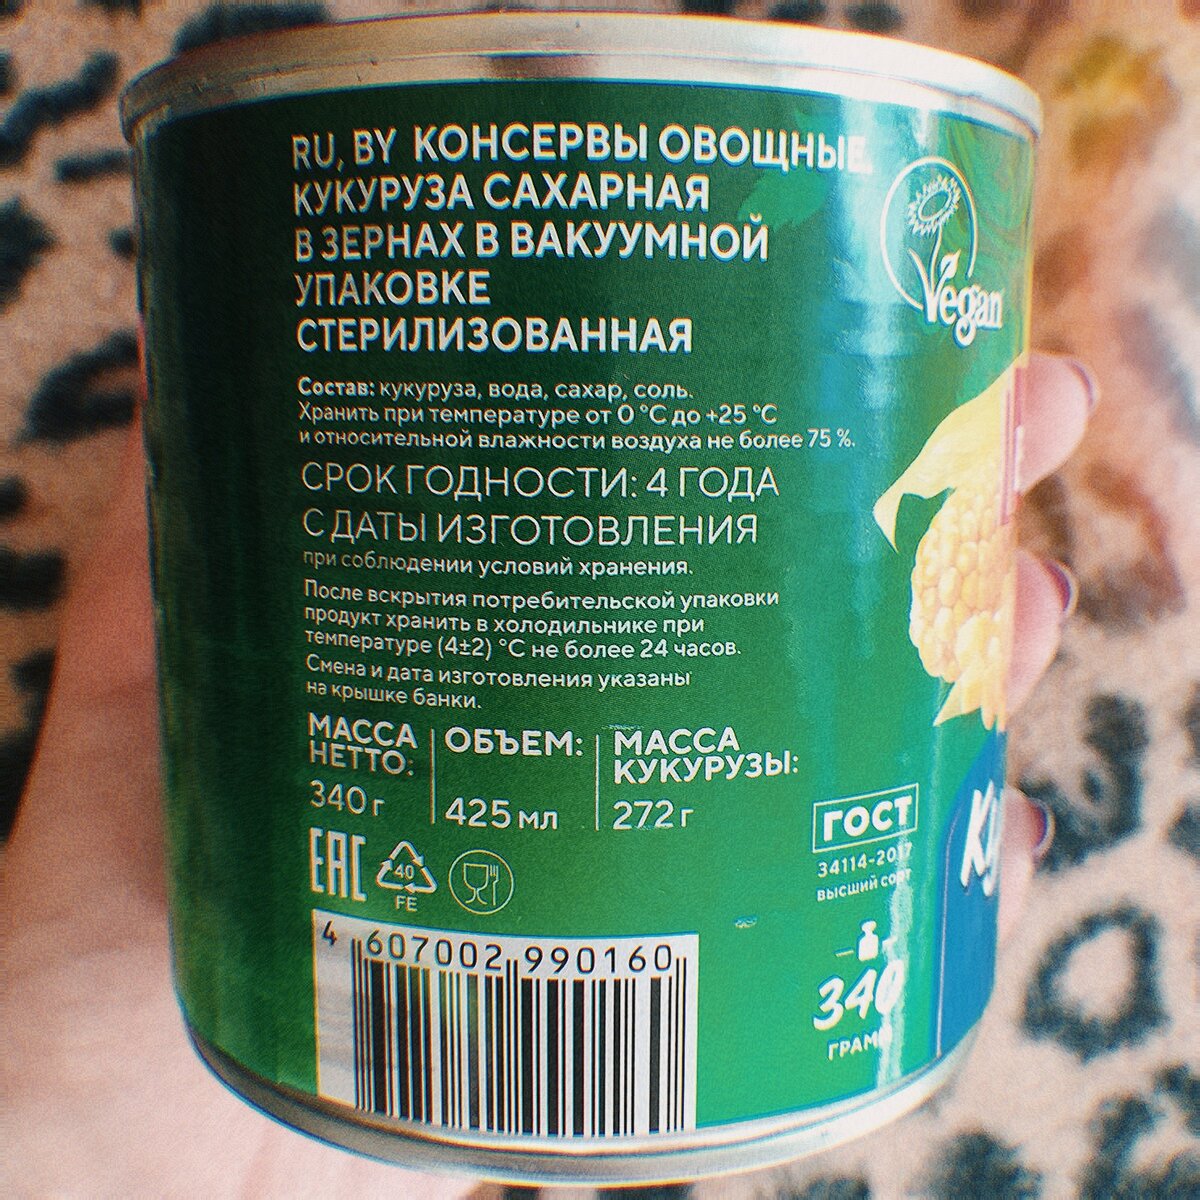 RU, BY КОНСЕРВЫ ОВОЩНЫЕ
КУКУРУЗА САХАРНАЯ
В ЗЕРНАХ В ВАКУУМНОЙ
УПАКОВКЕ
СТЕРИЛИЗОВАННАЯ
Vegan
Состав: кукуруза, вода, сахар, соль.
Хранить при температуре от 0 °C до +25 °C
и относительной влажности воздуха не более 75 %.
СРОК ГОДНОСТИ: 4 ГОДА
С ДАТЫ ИЗГОТОВЛЕНИЯ
при соблюдении условий хранения.
После вскрытия потребительской упаковки
продукт хранить в холодильнике при
температуре (4±2) °C не более 24 часов.
Смена и дата изготовления указаны
на крышке банки.
МАССА
НЕТТО:
340 г
ОБЪЕМ:
425 мл
МАССА
КУКУРУЗЫ:
272 г
EAC
40
FE
ГОСТ
34114-2017
высший сорт
340
ГРАММ
4 607002 990160